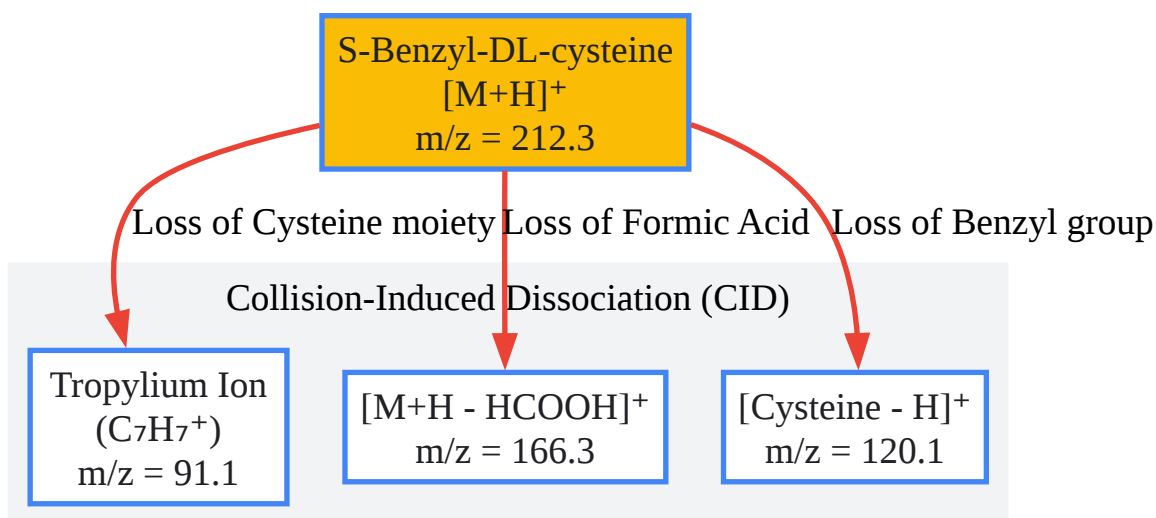 S-Benzyl-DL-cysteine
[M+H]⁺
m/z = 212.3
Loss of Cysteine moiety
Loss of Formic Acid
Loss of Benzyl group
Collision-Induced Dissociation (CID)
Tropylium Ion
(C₇H₇⁺)
m/z = 91.1
[M+H - HCOOH]⁺
m/z = 166.3
[Cysteine - H]⁺
m/z = 120.1